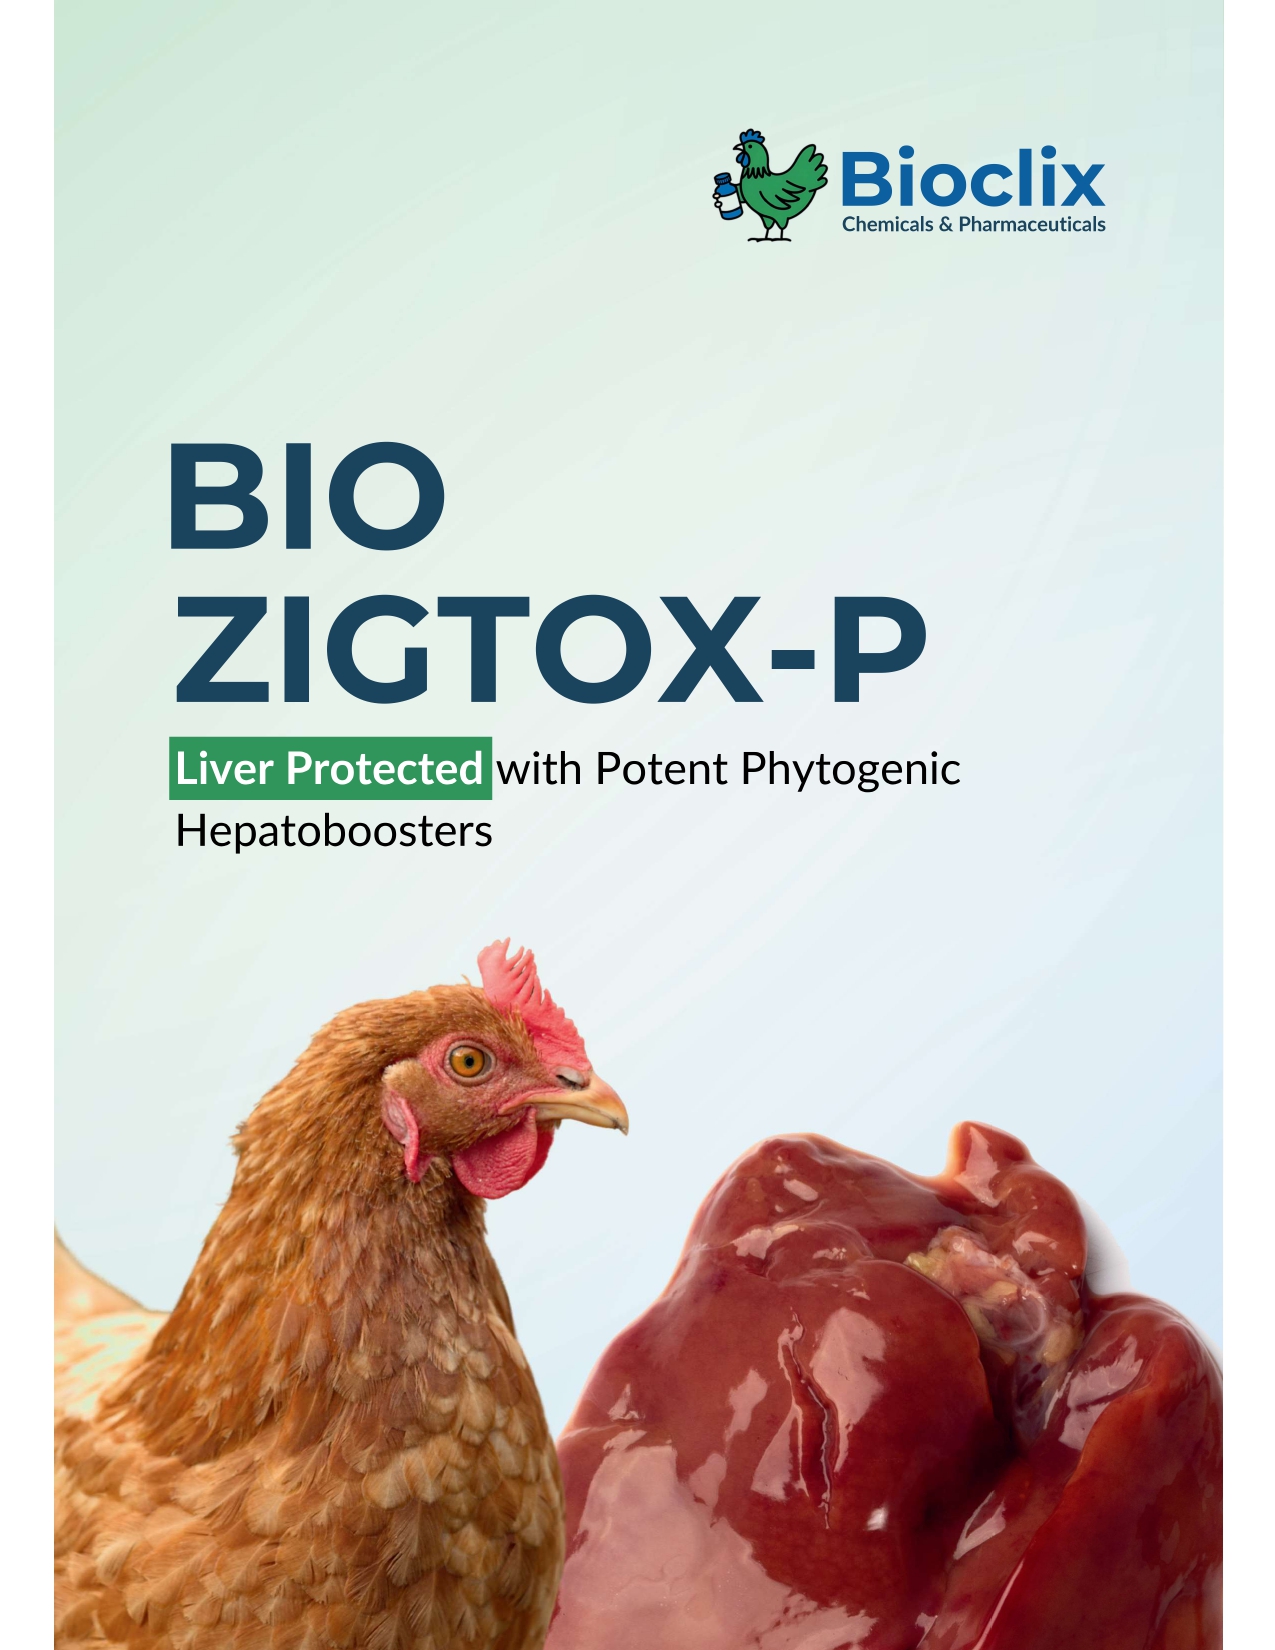 Bioclix
Chemicals & Pharmaceuticals
BIO
ZIGTOX-P
Liver Protected with Potent Phytogenic
Hepatoboosters